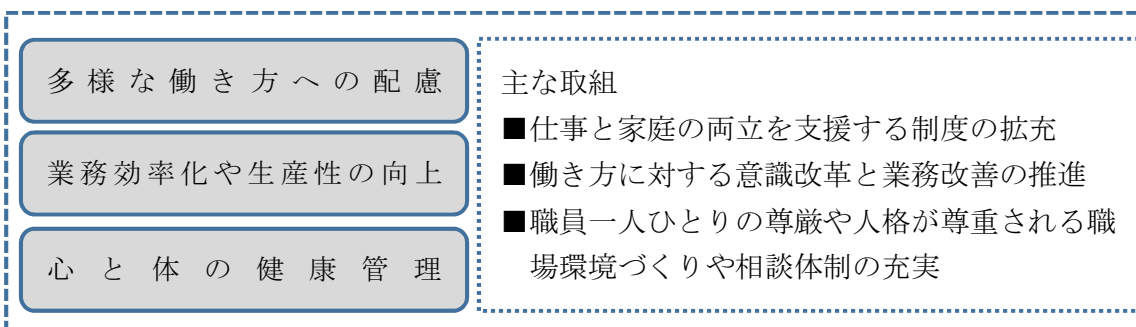 多様な働き方への配慮
業務効率化や生産性の向上
心と体の健康管理
主な取組
■仕事と家庭の両立を支援する制度の拡充
■働き方に対する意識改革と業務改善の推進
■職員一人ひとりの尊厳や人格が尊重される職
場環境づくりや相談体制の充実